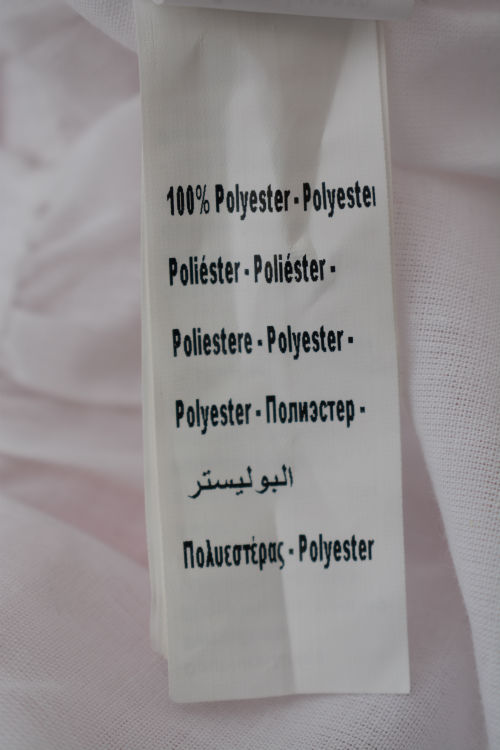 100% Polyester - Polyester
Poliéster - Poliéster -
Poliestere - Polyester -
Polyester - Полиэстер -
البوليستر
Πολυεστέρας - Polyester